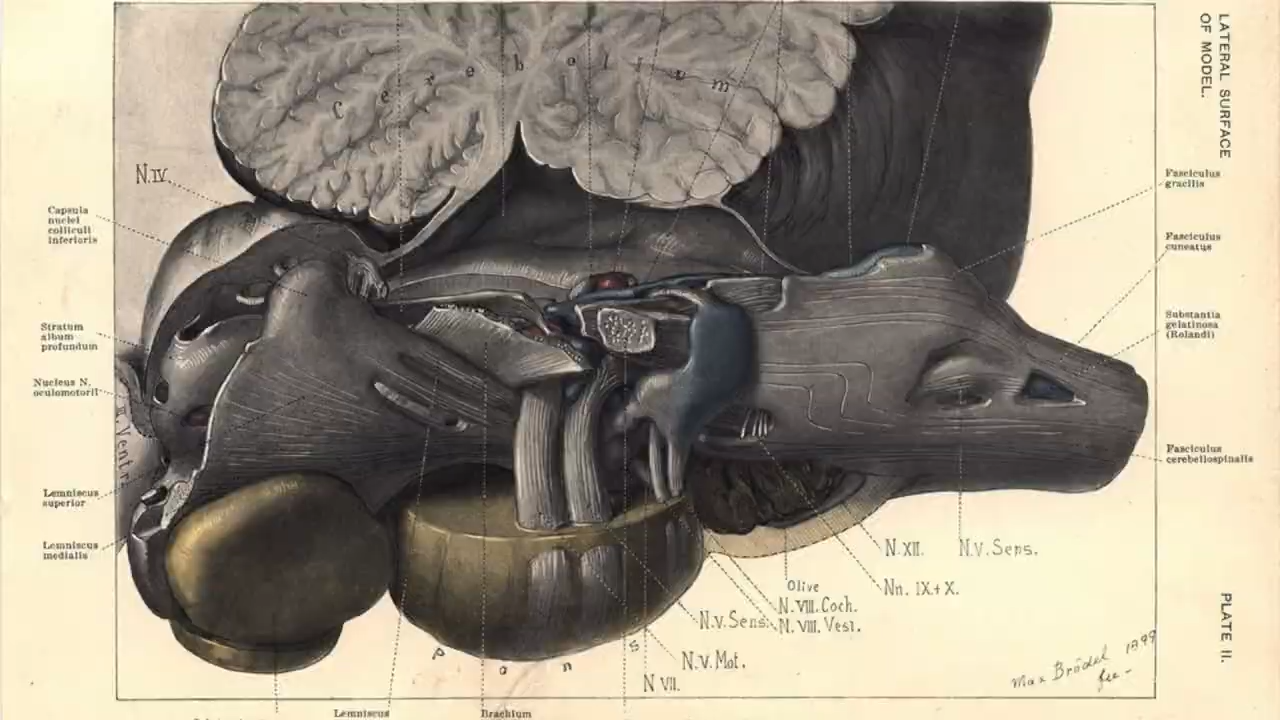 LATERAL SURFACE
OF MODEL.
Cerebellum
N.IV.
Capsula
nuclei
colliculi
inferioris
Stratum
album
profundum
Nucleus N.
oculomotorii
Lemniscus
superior
Lemniscus
medialis
Fasciculus
gracilis
Fasciculus
cuneatus
Substantia
gelatinosa
(Rolandi)
Fasciculus
cerebellospinalis
N.XII.
N.V.Sens.
Olive
Nn. IX+X.
N.VIII.Coch.
N.V.Sens.
N.VIII.Vest.
N.V.Mot.
N VII.
Pons
Max Brödel 1899
fec-
PLATE II.
Lemniscus
Brachium